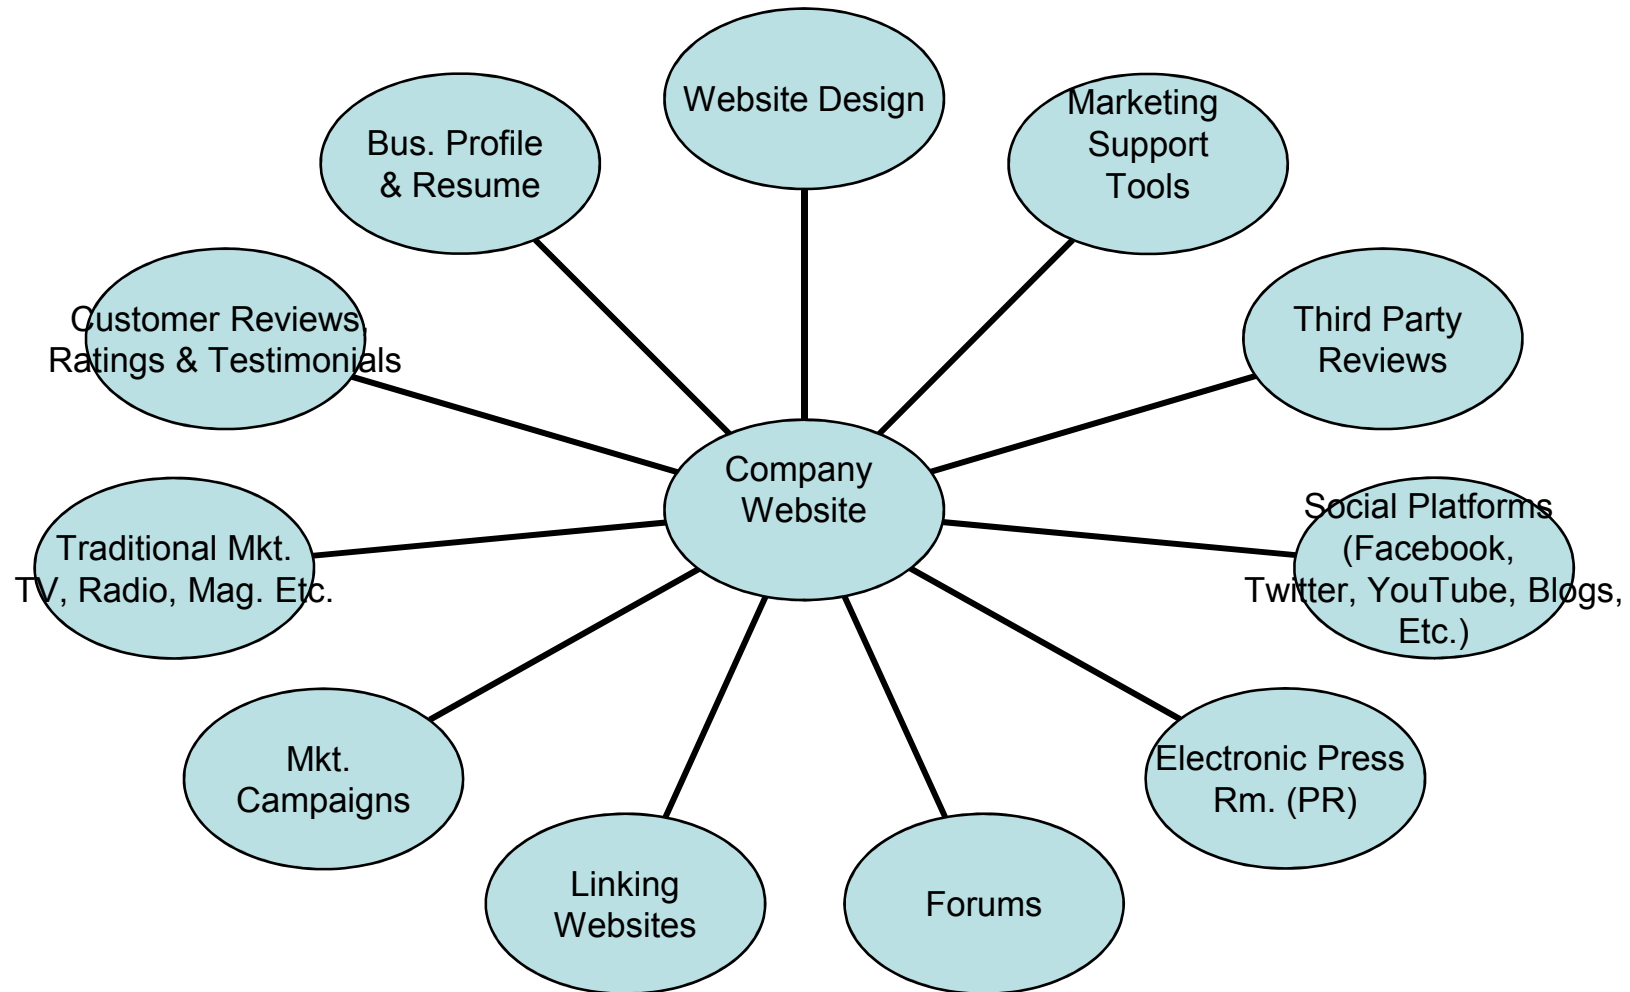 Website Design
Marketing
Support
Tools
Bus. Profile
& Resume
Third Party
Reviews
Customer Reviews,
Ratings & Testimonials
Company
Website
Social Platforms
(Facebook,
Twitter, YouTube, Blogs,
Etc.)
Traditional Mkt.
TV, Radio, Mag. Etc.
Electronic Press
Rm. (PR)
Mkt.
Campaigns
Linking
Websites
Forums